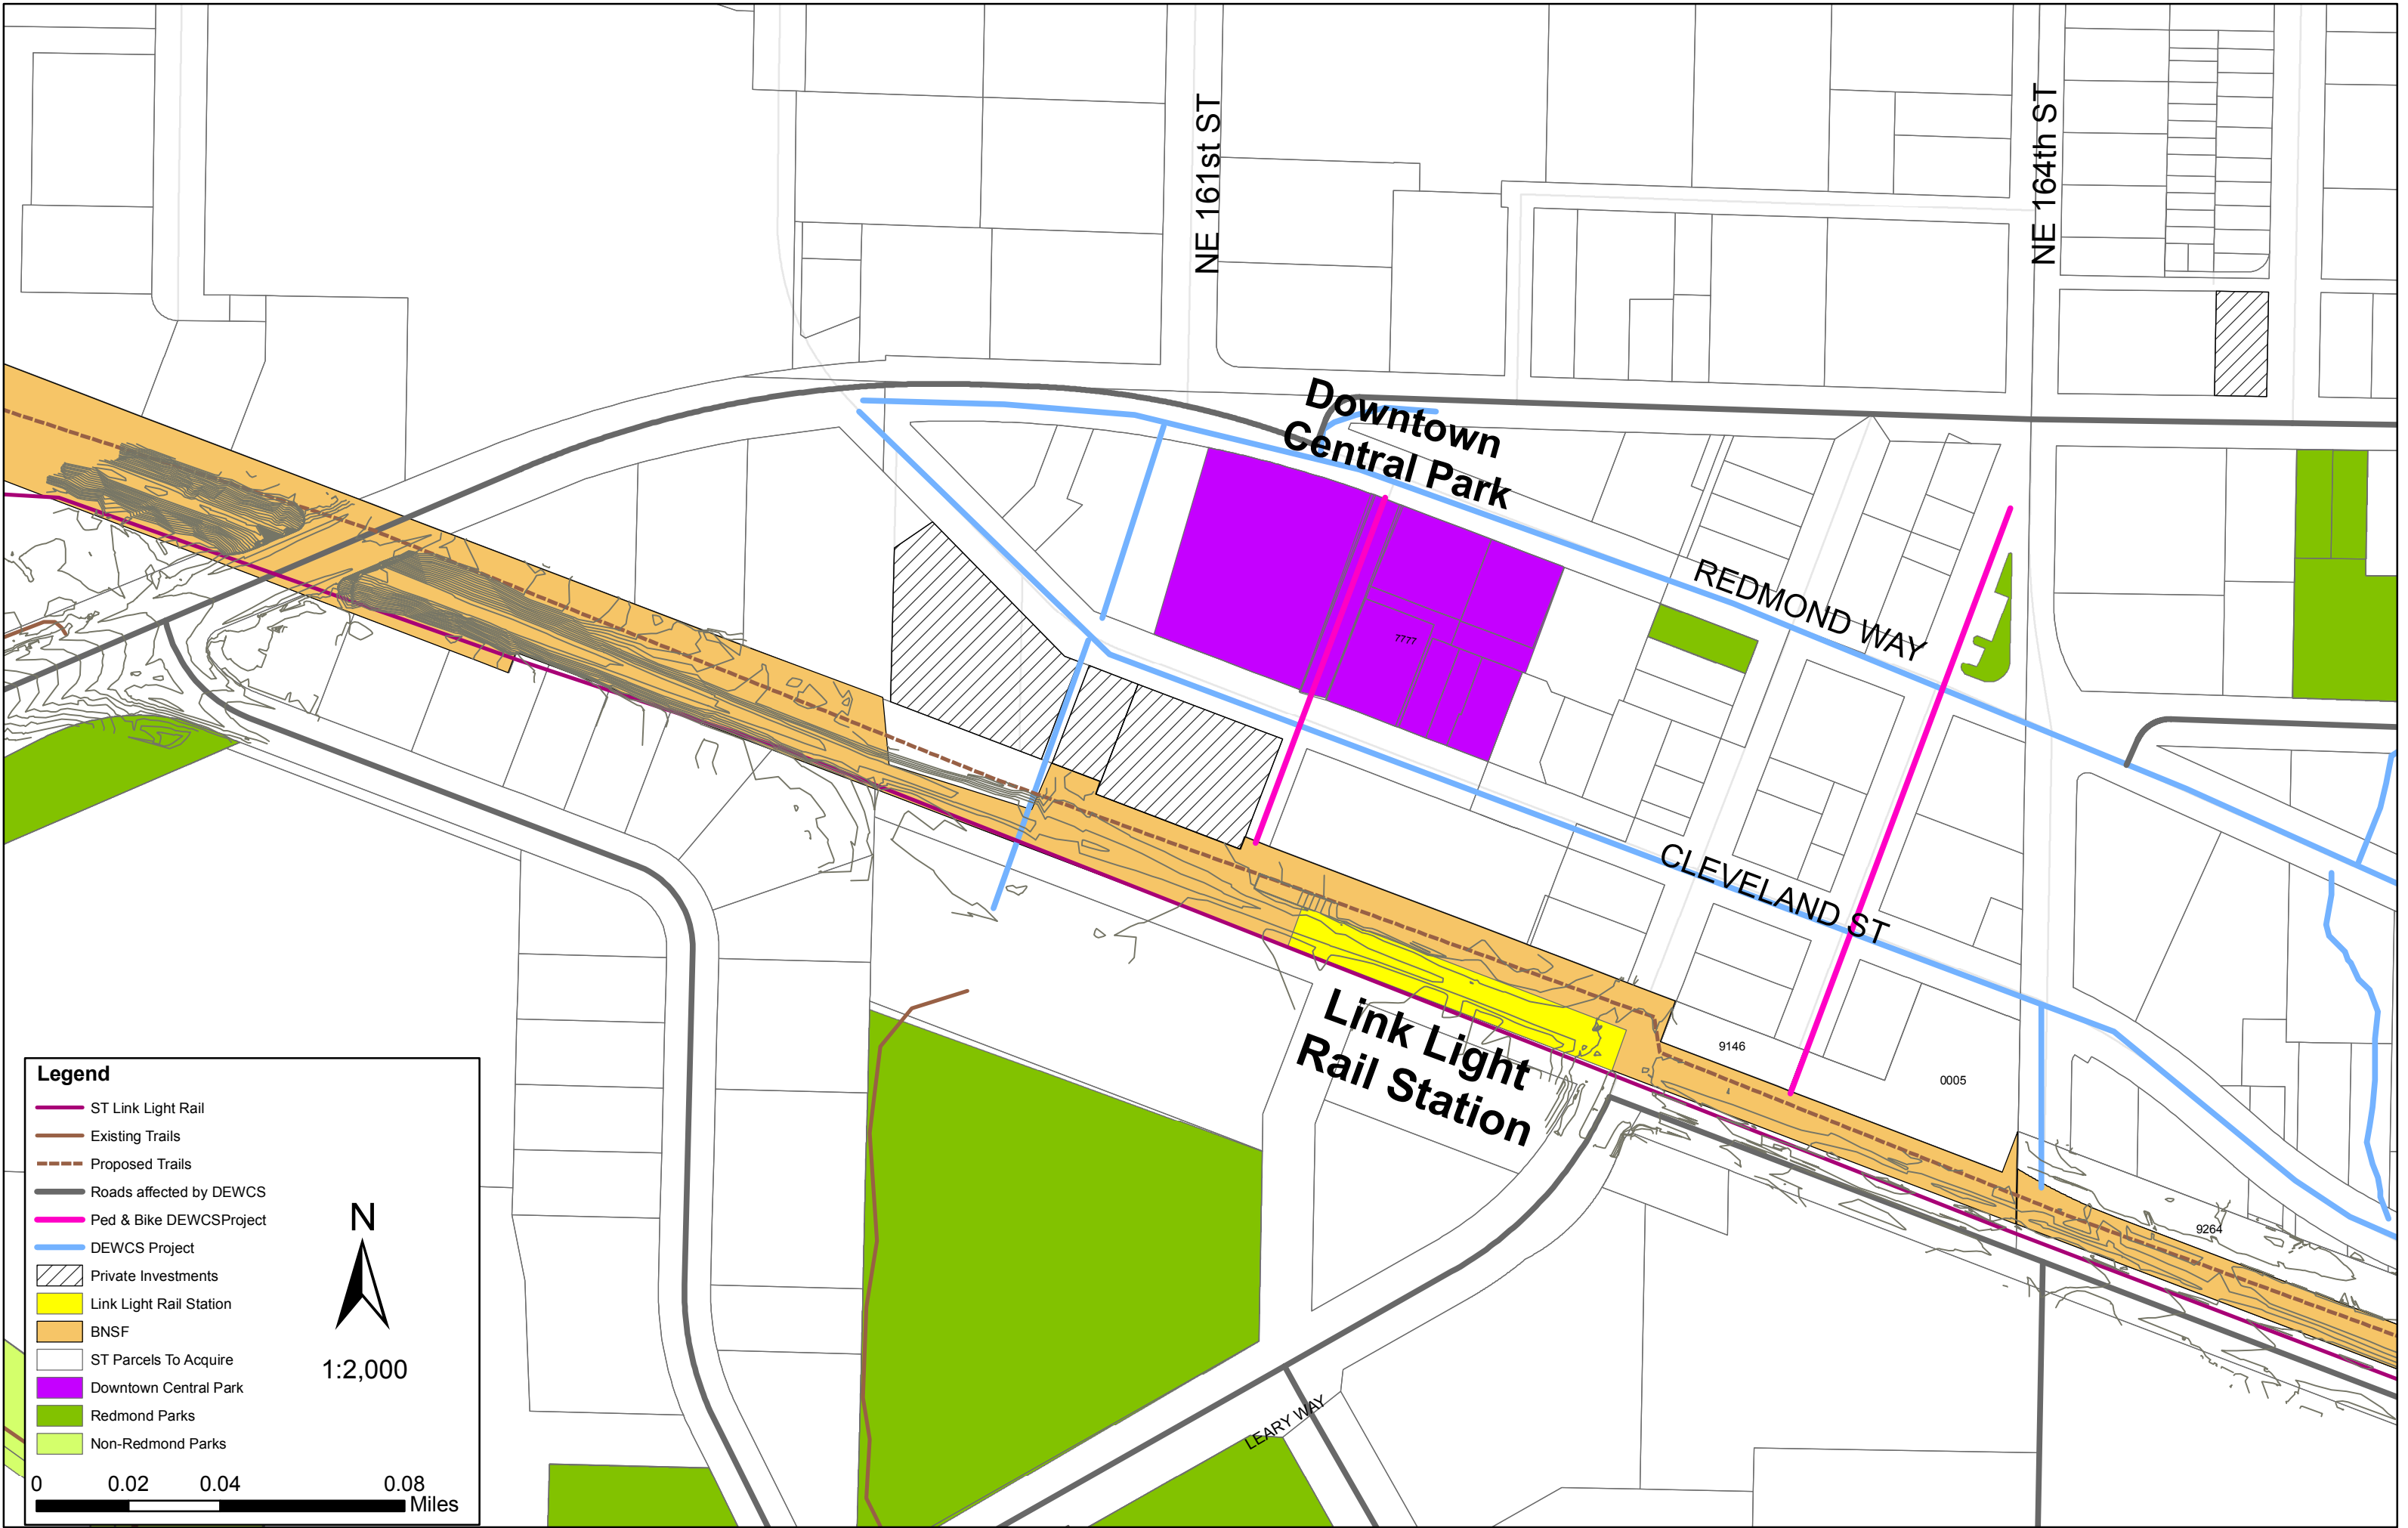 NE 161st ST
NE 164th ST
Downtown
Central Park
REDMOND WAY
7777
CLEVELAND ST
Link Light
Rail Station
9146
0005
9264
LEARY WAY
Legend
ST Link Light Rail
Existing Trails
Proposed Trails
Roads affected by DEWCS
Ped & Bike DEWCSProject
DEWCS Project
Private Investments
Link Light Rail Station
BNSF
ST Parcels To Acquire
Downtown Central Park
Redmond Parks
Non-Redmond Parks
N
1:2,000
0 0.02 0.04 0.08
Miles